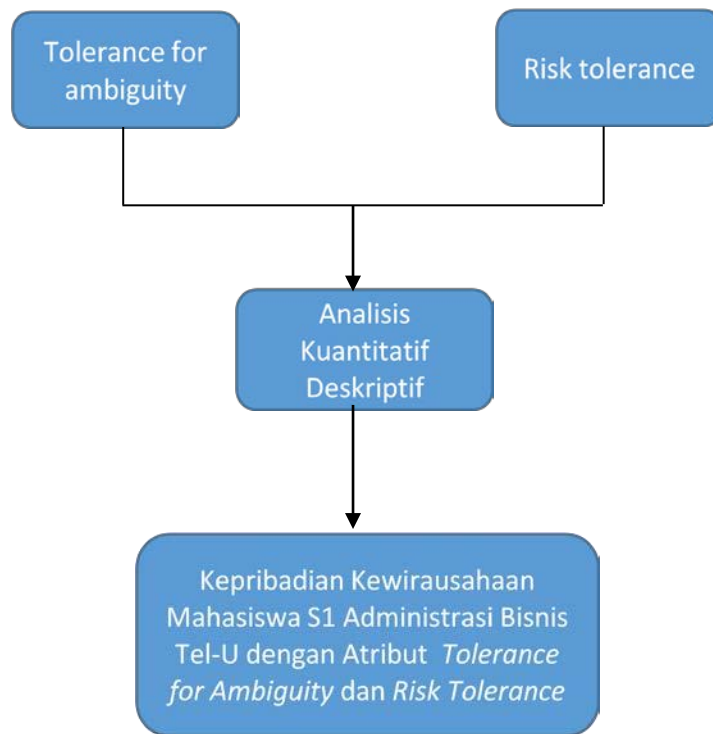 Tolerance for
ambiguity
Risk tolerance
Analisis
Kuantitatif
Deskriptif
Kepribadian Kewirausahaan
Mahasiswa S1 Administrasi Bisnis
Tel-U dengan Atribut Tolerance
for Ambiguity dan Risk Tolerance